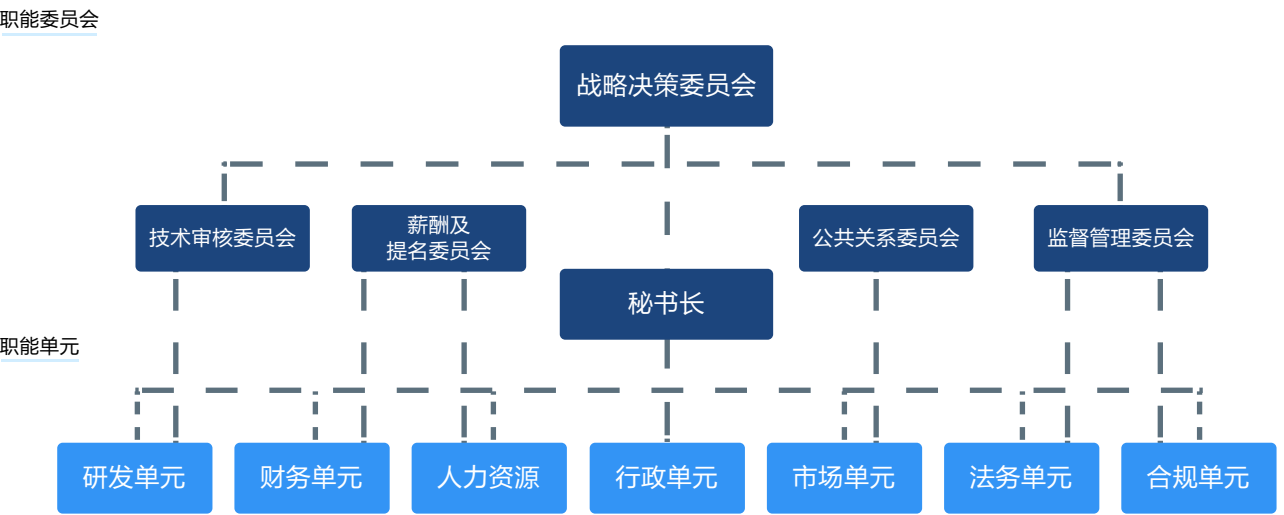 职能委员会
战略决策委员会
技术审核委员会
薪酬及
提名委员会
公共关系委员会
监督管理委员会
秘书长
职能单元
研发单元
财务单元
人力资源
行政单元
市场单元
法务单元
合规单元